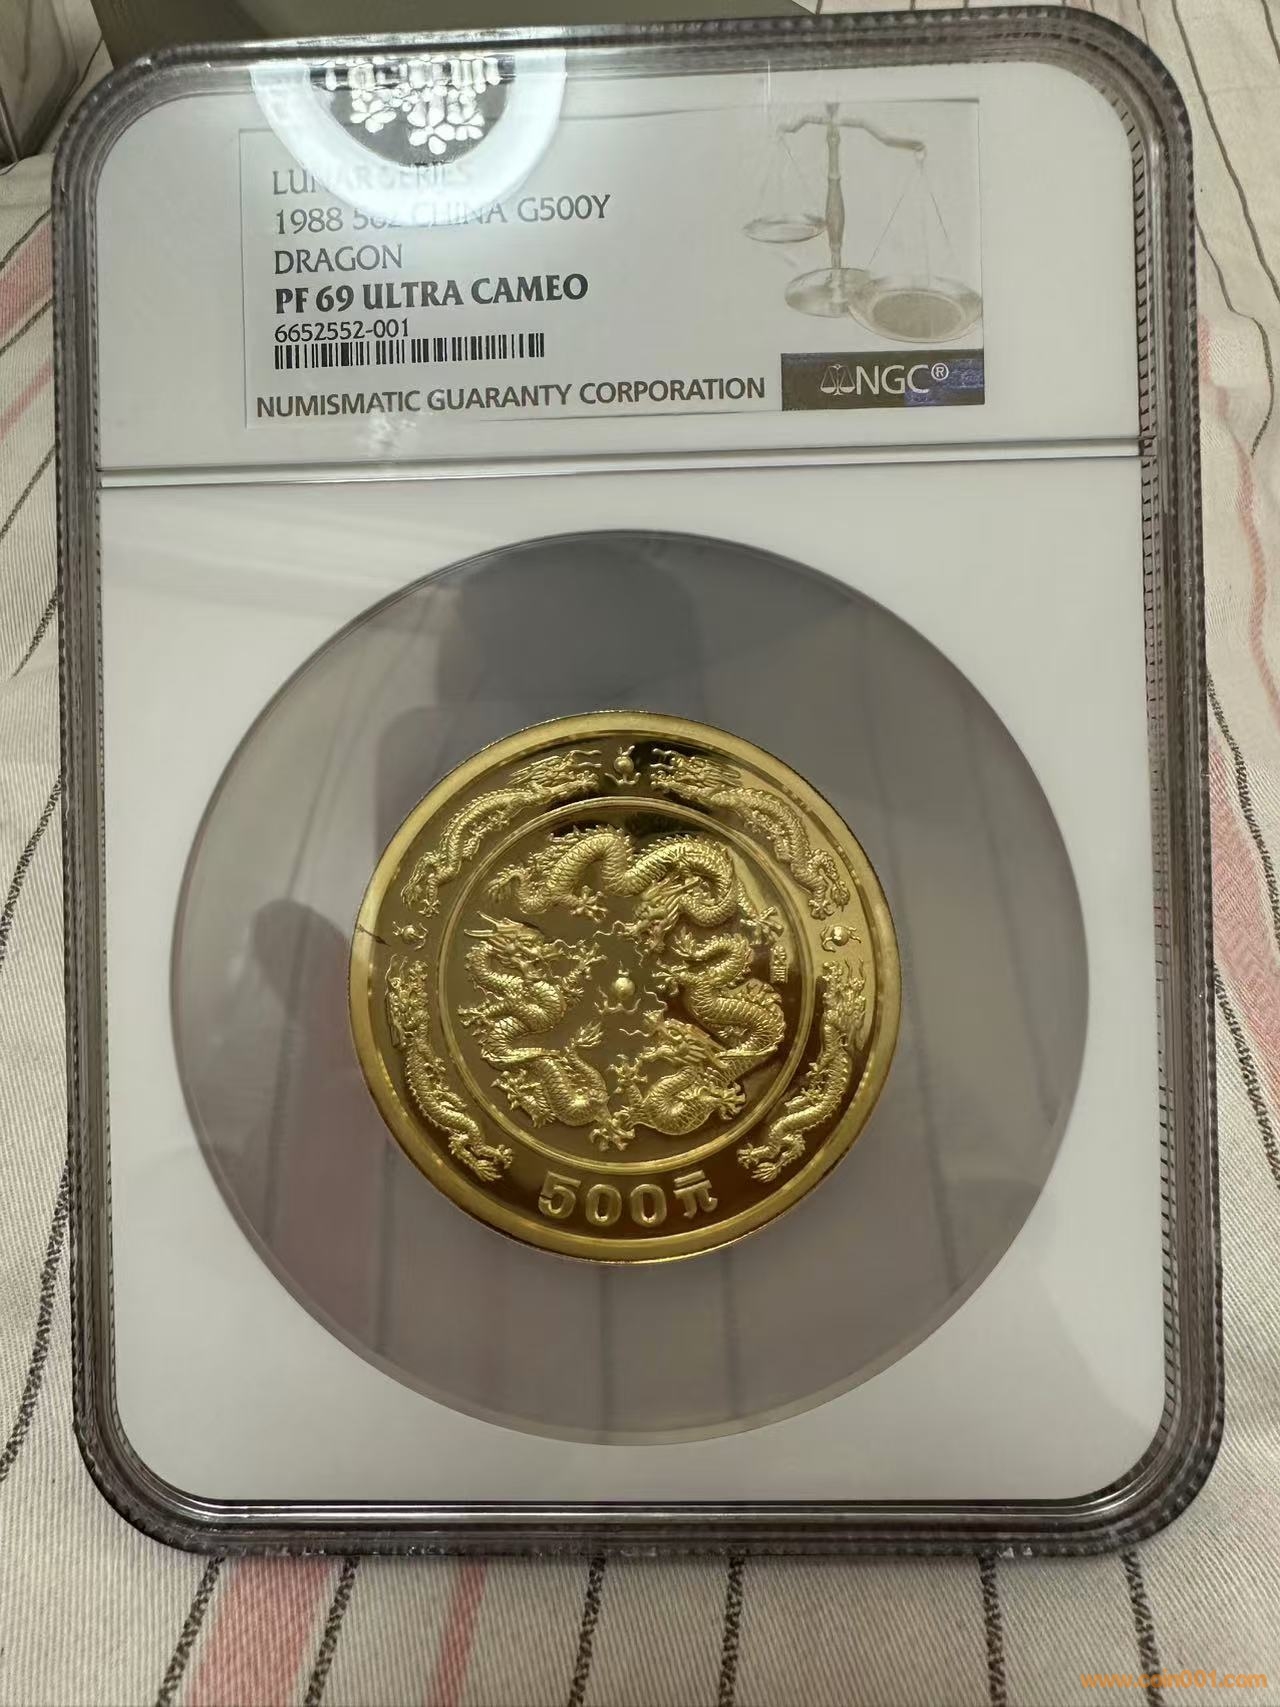 LUNAR SERIES
1988 5oz CHINA G500Y
DRAGON
PF 69 ULTRA CAMEO
6652552-001
NUMISMATIC GUARANTY CORPORATION
NGC®
500元
www.coin001.com